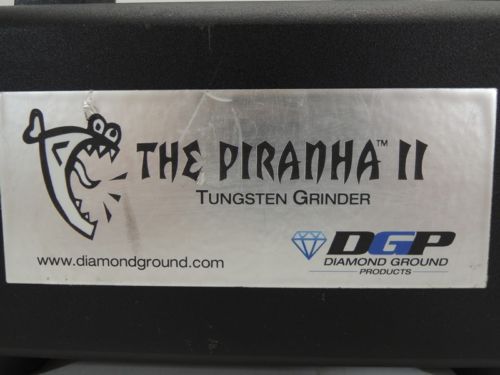 THE PIRANHA™ II
TUNGSTEN GRINDER
www.diamondground.com
DGP
DIAMOND GROUND
PRODUCTS